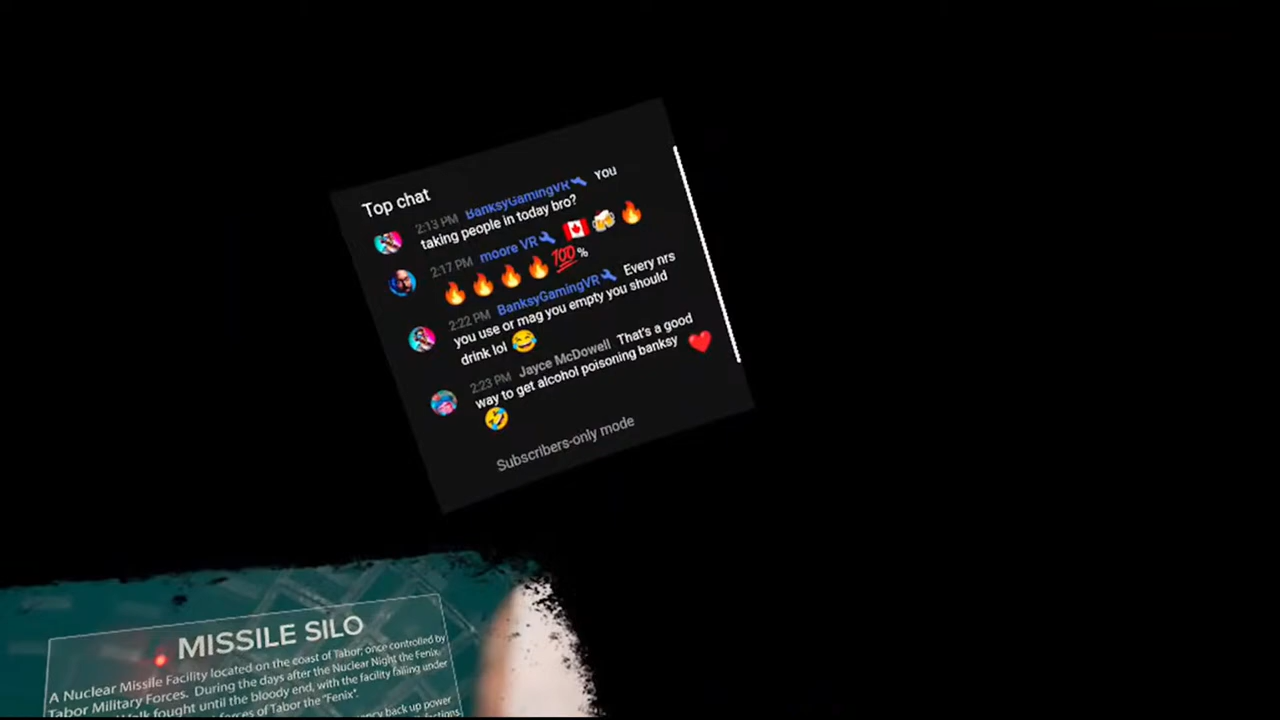 Top chat
2:13 PM BanksyGamingVR You
taking people in today bro?
2:17 PM moore VR 🇨🇦🍻🔥
🔥🔥🔥🔥💯%
2:22 PM BanksyGamingVR Every nrs
you use or mag you empty you should
drink lol 😂
2:23 PM Jayce McDowell That's a good
way to get alcohol poisoning banksy ❤️
🤣
Subscribers-only mode
MISSILE SILO
A Nuclear Missile Facility located on the coast of Tabor; once controlled by
Tabor Military Forces. During the days after the Nuclear Night the Fenix
fought until the bloody end, with the facility falling under
forces of Tabor the "Fenix".
back up power